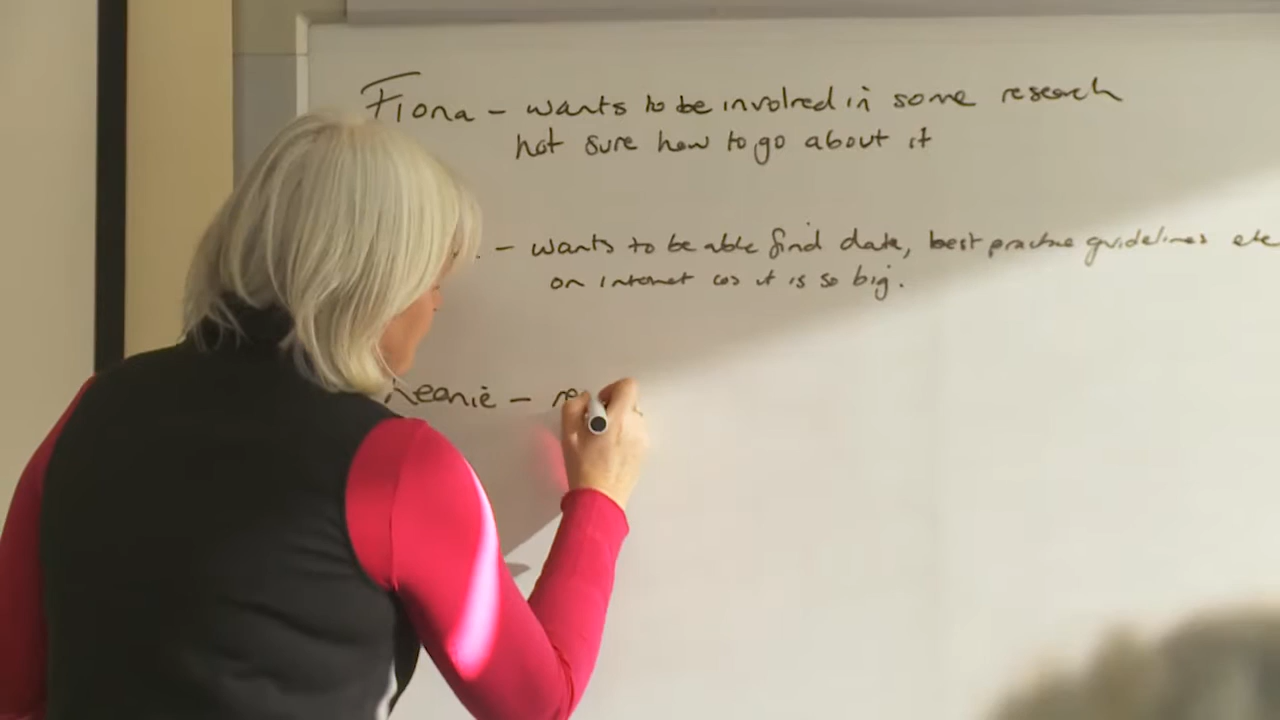 Fiona - wants to be involved in some research
not sure how to go about it
- wants to be able find data, best practise guidelines etc
on internet cos it is so big.
Leanie - re